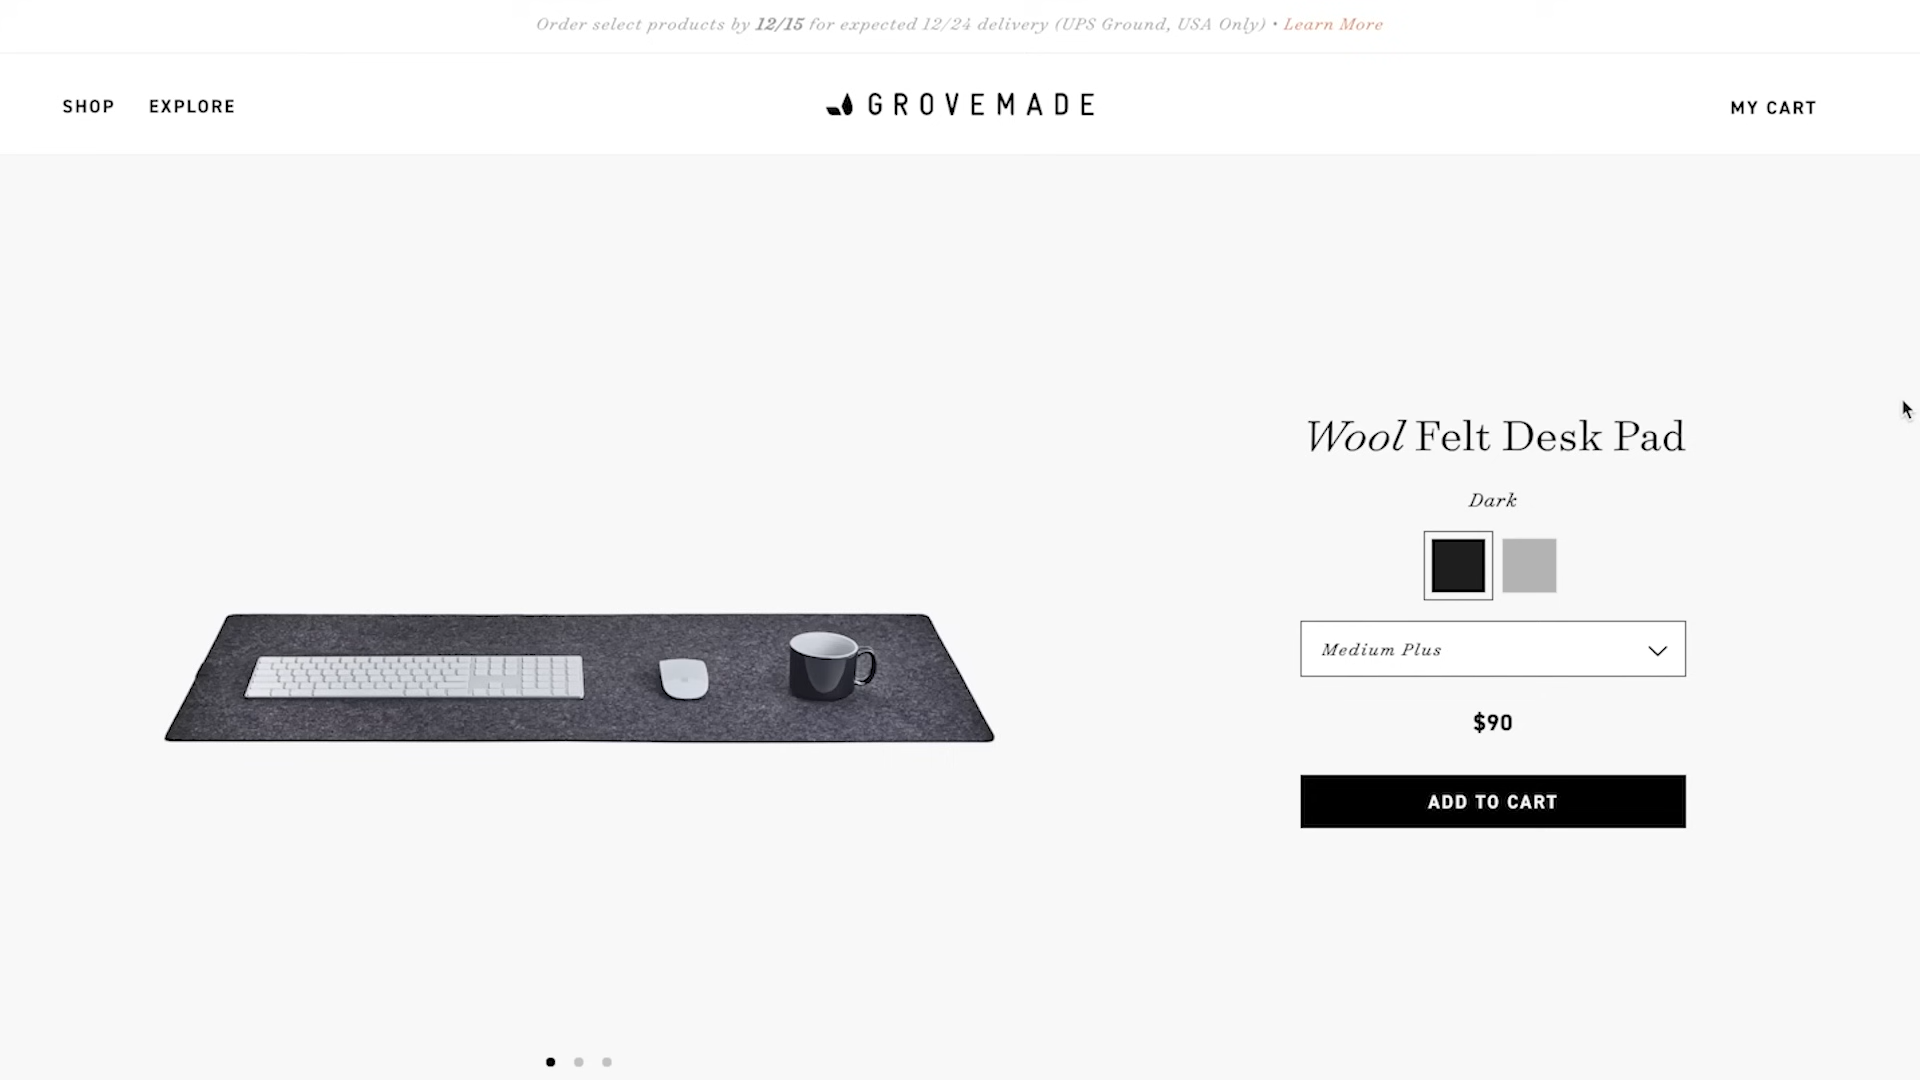 Order select products by 12/15 for expected 12/24 delivery (UPS Ground, USA Only) • Learn More
SHOP EXPLORE GROVEMADE MY CART
Wool Felt Desk Pad
Dark
Medium Plus
$90
ADD TO CART